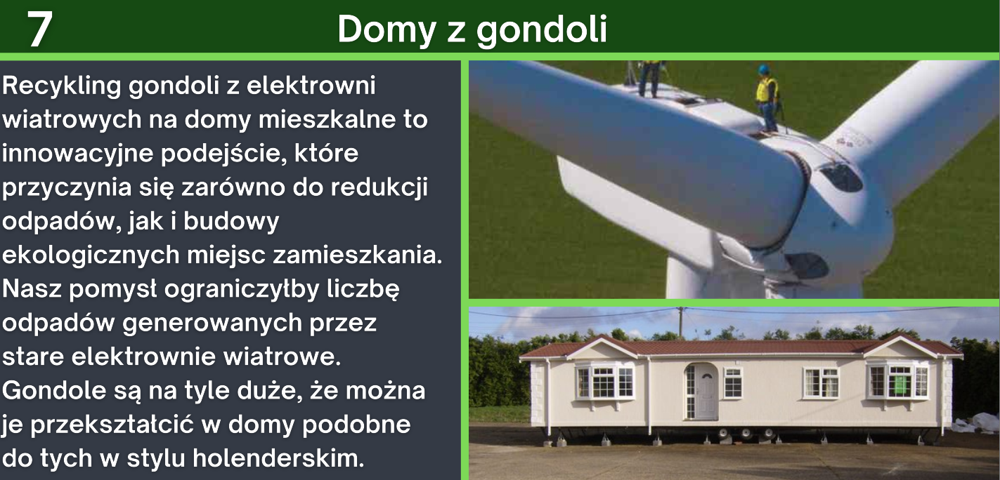 7
Domy z gondoli
Recykling gondoli z elektrowni
wiatrowych na domy mieszkalne to
innowacyjne podejście, które
przyczynia się zarówno do redukcji
odpadów, jak i budowy
ekologicznych miejsc zamieszkania.
Nasz pomysł ograniczyłby liczbę
odpadów generowanych przez
stare elektrownie wiatrowe.
Gondole są na tyle duże, że można
je przekształcić w domy podobne
do tych w stylu holenderskim.